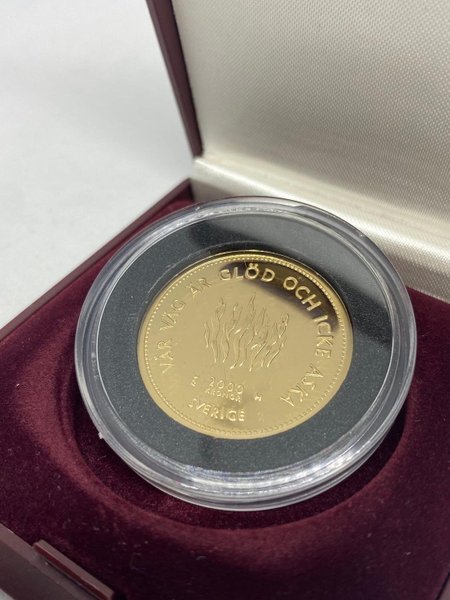 VÅR VÄG ÄR GLÖD OCH ICKE ASKA
2000
KRONOR
SVERIGE